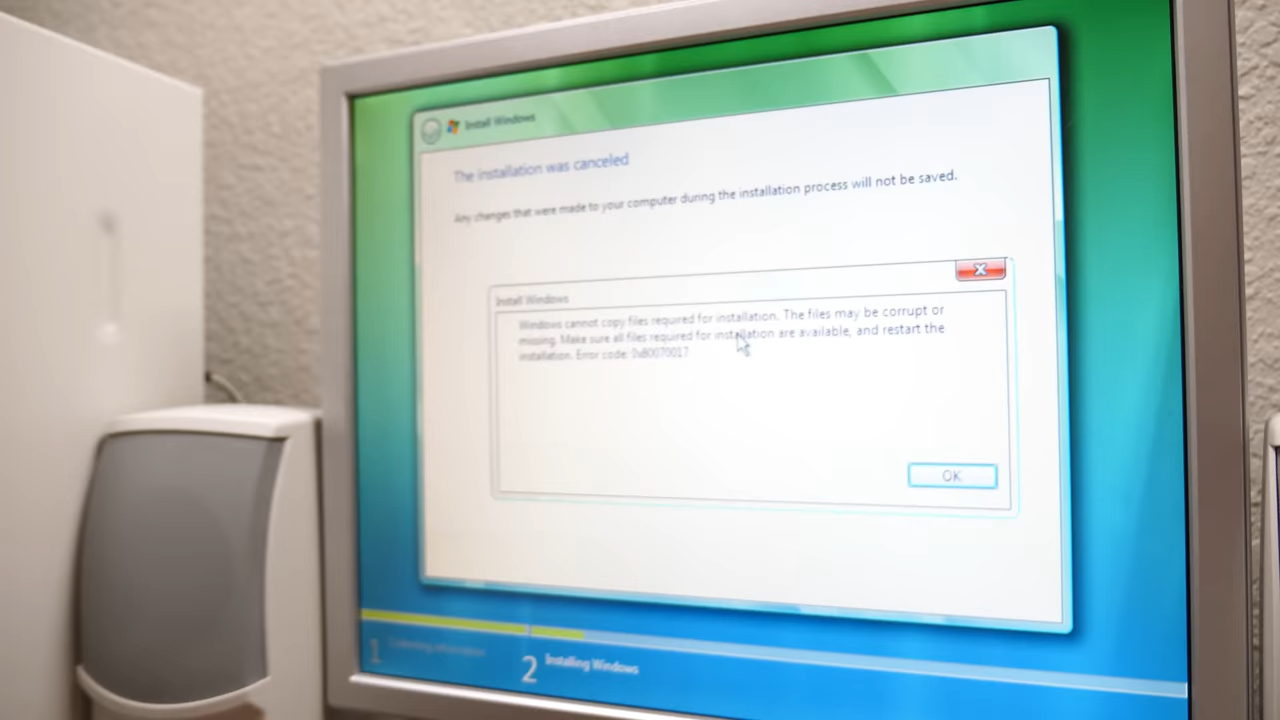 Install Windows
The installation was canceled
Any changes that were made to your computer during the installation process will not be saved.
Install Windows
Windows cannot copy files required for installation. The files may be corrupt or
missing. Make sure all files required for installation are available, and restart the
installation. Error code: 0x80070017
OK
1 Collecting information
2 Installing Windows